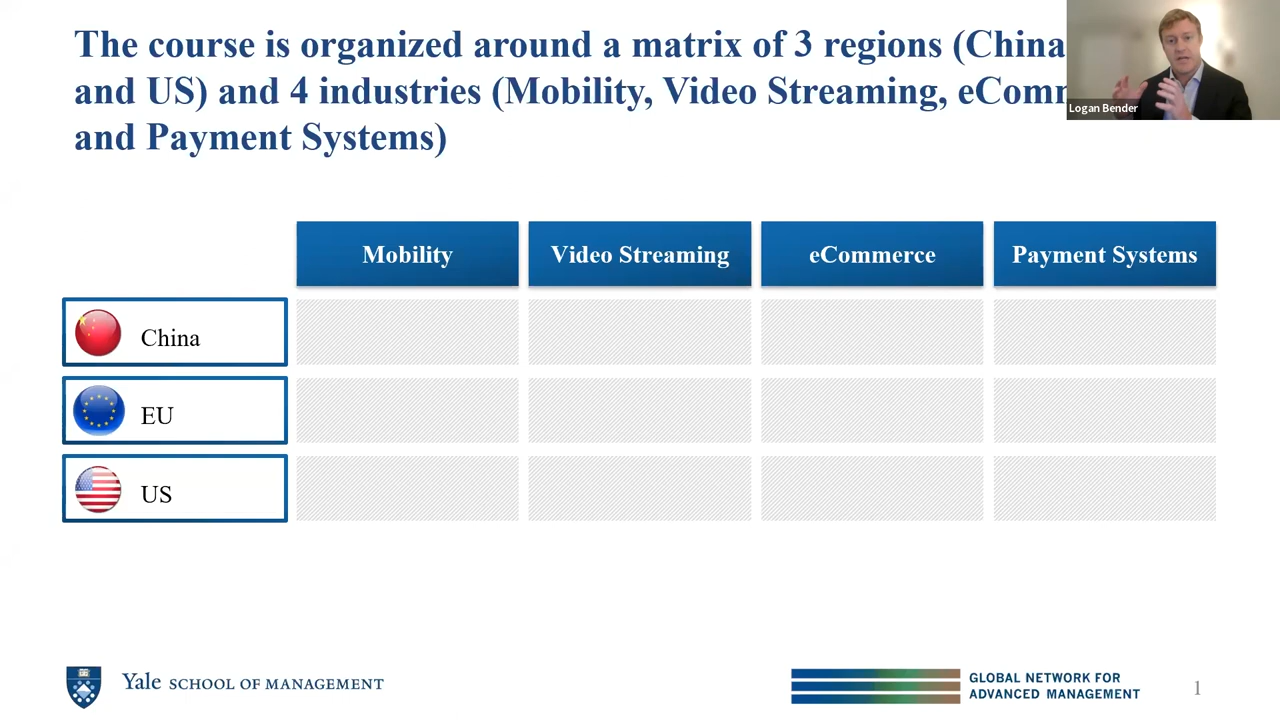 The course is organized around a matrix of 3 regions (China
and US) and 4 industries (Mobility, Video Streaming,
and Payment Systems)
Logan Bender
Mobility
Video Streaming
eCommerce
Payment Systems
China
EU
US
Yale SCHOOL OF MANAGEMENT
GLOBAL NETWORK FOR
ADVANCED MANAGEMENT
1